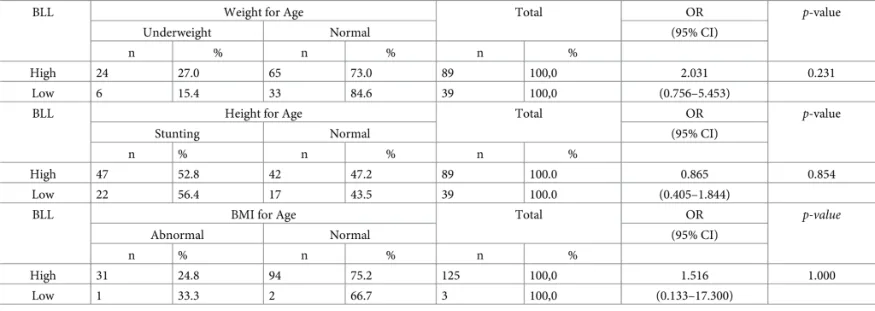 BLL Weight for Age Total OR p-value
Underweight Normal (95% CI)
n % n % n %
High 24 27.0 65 73.0 89 100,0 2.031 0.231
Low 6 15.4 33 84.6 39 100,0 (0.756–5.453)
BLL Height for Age Total OR p-value
Stunting Normal (95% CI)
n % n % n %
High 47 52.8 42 47.2 89 100.0 0.865 0.854
Low 22 56.4 17 43.5 39 100.0 (0.405–1.844)
BLL BMI for Age Total OR p-value
Abnormal Normal (95% CI)
n % n % n %
High 31 24.8 94 75.2 125 100,0 1.516 1.000
Low 1 33.3 2 66.7 3 100,0 (0.133–17.300)